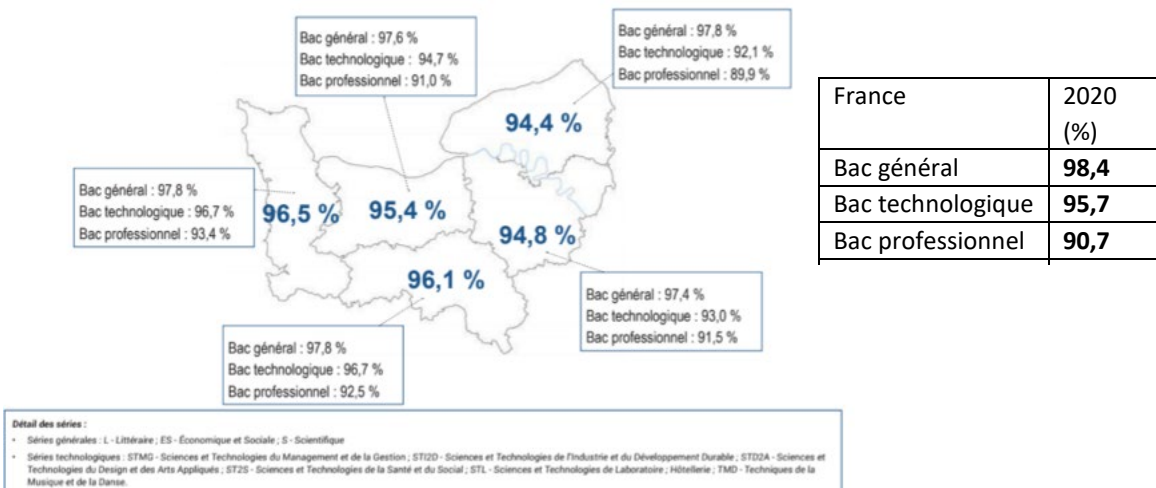 Bac général : 97,6 %
Bac technologique : 94,7 %
Bac professionnel : 91,0 %
Bac général : 97,8 %
Bac technologique : 92,1 %
Bac professionnel : 89,9 %
94,4 %
Bac général : 97,8 %
Bac technologique : 96,7 %
Bac professionnel : 93,4 %
96,5 %
95,4 %
94,8 %
96,1 %
Bac général : 97,4 %
Bac technologique : 93,0 %
Bac professionnel : 91,5 %
Bac général : 97,8 %
Bac technologique : 96,7 %
Bac professionnel : 92,5 %
France 2020 (%)
Bac général 98,4
Bac technologique 95,7
Bac professionnel 90,7
Détail des séries :
• Séries générales : L - Littéraire ; ES - Économique et Sociale ; S - Scientifique
• Séries technologiques : STMG - Sciences et Technologies du Management et de la Gestion ; STI2D - Sciences et Technologies de l'Industrie et du Développement Durable ; STD2A - Sciences et
Technologies du Design et des Arts Appliqués ; ST2S - Sciences et Technologies de la Santé et du Social ; STL - Sciences et Technologies de Laboratoire ; Hôtellerie ; TMD - Techniques de la
Musique et de la Danse.